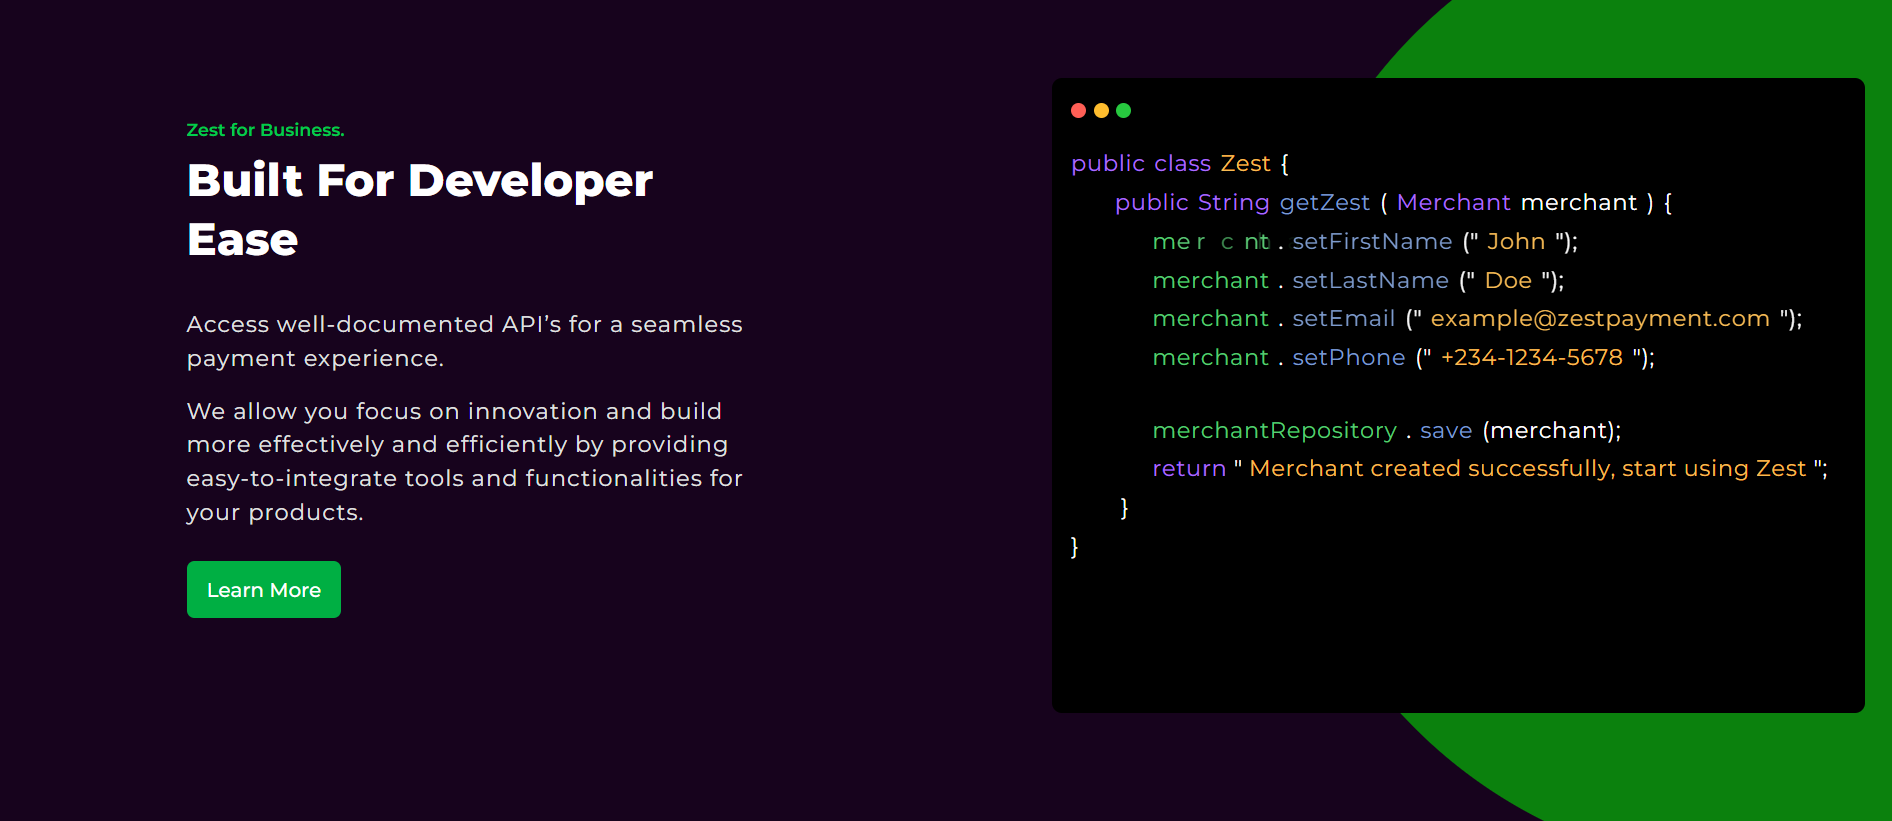 Zest for Business.
Built For Developer
Ease
Access well-documented API’s for a seamless
payment experience.
We allow you focus on innovation and build
more effectively and efficiently by providing
easy-to-integrate tools and functionalities for
your products.
Learn More
public class Zest {
public String getZest ( Merchant merchant ) {
. setFirstName (" John ");
merchant . setLastName (" Doe ");
merchant . setEmail (" example@zestpayment.com ");
merchant . setPhone (" +234-1234-5678 ");
merchantRepository . save (merchant);
return " Merchant created successfully, start using Zest ";
}
}